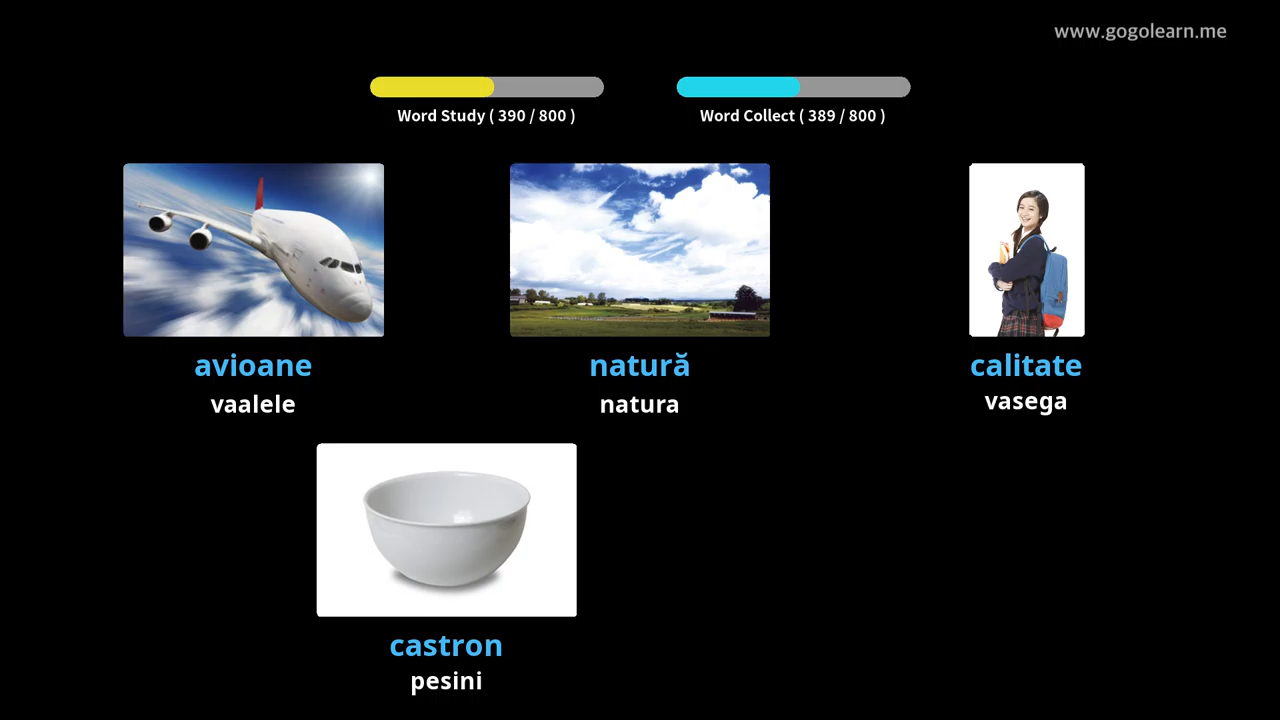 www.gogolearn.me
Word Study ( 390 / 800 )
Word Collect ( 389 / 800 )
avioane
vaalele
natură
natura
calitate
vasega
castron
pesini